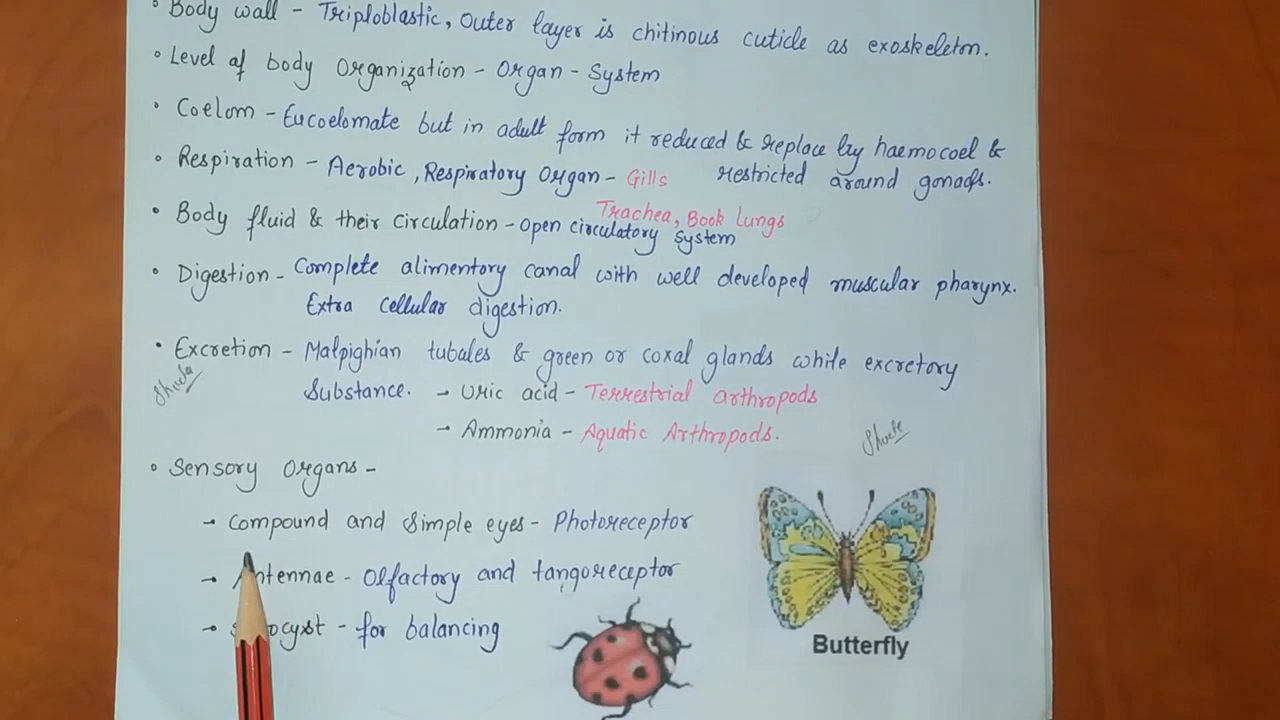 • Body wall - Triploblastic, outer layer is chitinous cuticle as exoskeleton.
• Level of body Organization - Organ - System
• Coelom - Eucoelomate but in adult form it reduced & replace by haemocoel &
restricted around gonads.
• Respiration - Aerobic, Respiratory Organ - Gills
Trachea, Book Lungs
• Body fluid & their Circulation - Open circulatory System
• Digestion - Complete alimentory canal with well developed muscular pharynx.
Extra cellular digestion.
• Excretion - Malpighian tubules & green or coxal glands while excretory
Substance. → Uric acid - Terrestrial arthropods
→ Ammonia - Aquatic Arthropods.
• Sensory Organs -
→ Compound and Simple eyes - Photoreceptor
→ Antennae - Olfactory and tangoreceptor
→ - for balancing
Butterfly